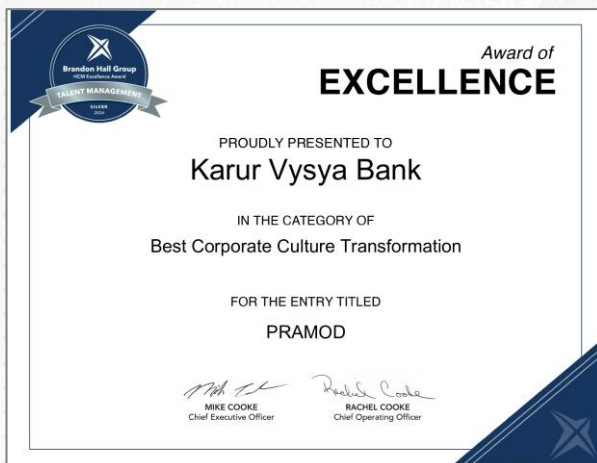 Brandon Hall Group
HCM Excellence Award
TALENT MANAGEMENT
SILVER
2024
Award of
EXCELLENCE
PROUDLY PRESENTED TO
Karur Vysya Bank
IN THE CATEGORY OF
Best Corporate Culture Transformation
FOR THE ENTRY TITLED
PRAMOD
Rachel Cooke
MIKE COOKE
Chief Executive Officer
RACHEL COOKE
Chief Operating Officer